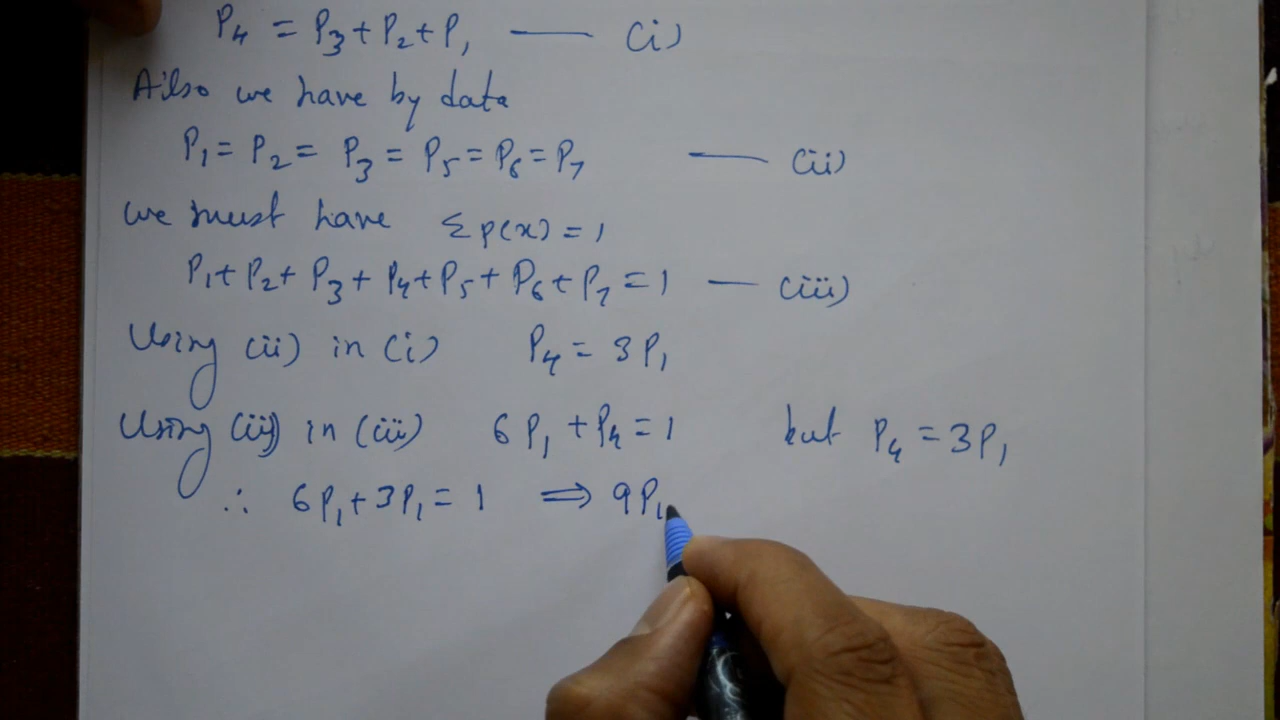 P₄ = P₃ + P₂ + P₁ — (i)
Also we have by data
P₁ = P₂ = P₃ = P₅ = P₆ = P₇ — (ii)
we must have Σ p(x) = 1
P₁ + P₂ + P₃ + P₄ + P₅ + P₆ + P₇ = 1 — (iii)
Using (ii) in (i) P₄ = 3P₁
Using (ii) in (iii) 6P₁ + P₄ = 1 but P₄ = 3P₁
∴ 6P₁ + 3P₁ = 1 ⟹ 9P₁